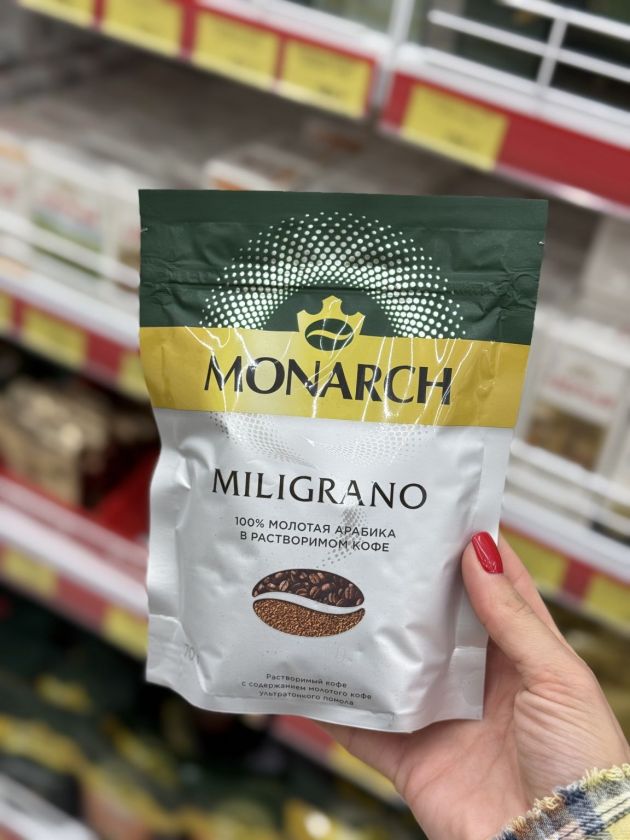 MONARCH
MILIGRANO
100% МОЛОТАЯ АРАБИКА
В РАСТВОРИМОМ КОФЕ
Растворимый кофе
с содержанием молотого кофе
ультратонкого помола